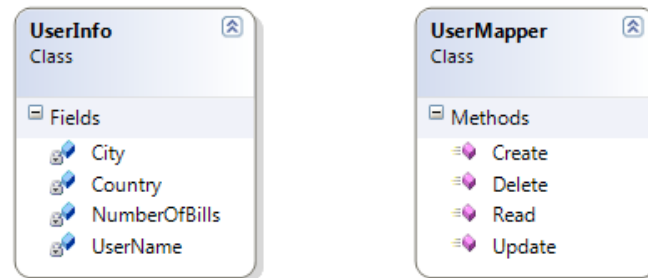 UserInfo
Class
Fields
City
Country
NumberOfBills
UserName
UserMapper
Class
Methods
Create
Delete
Read
Update